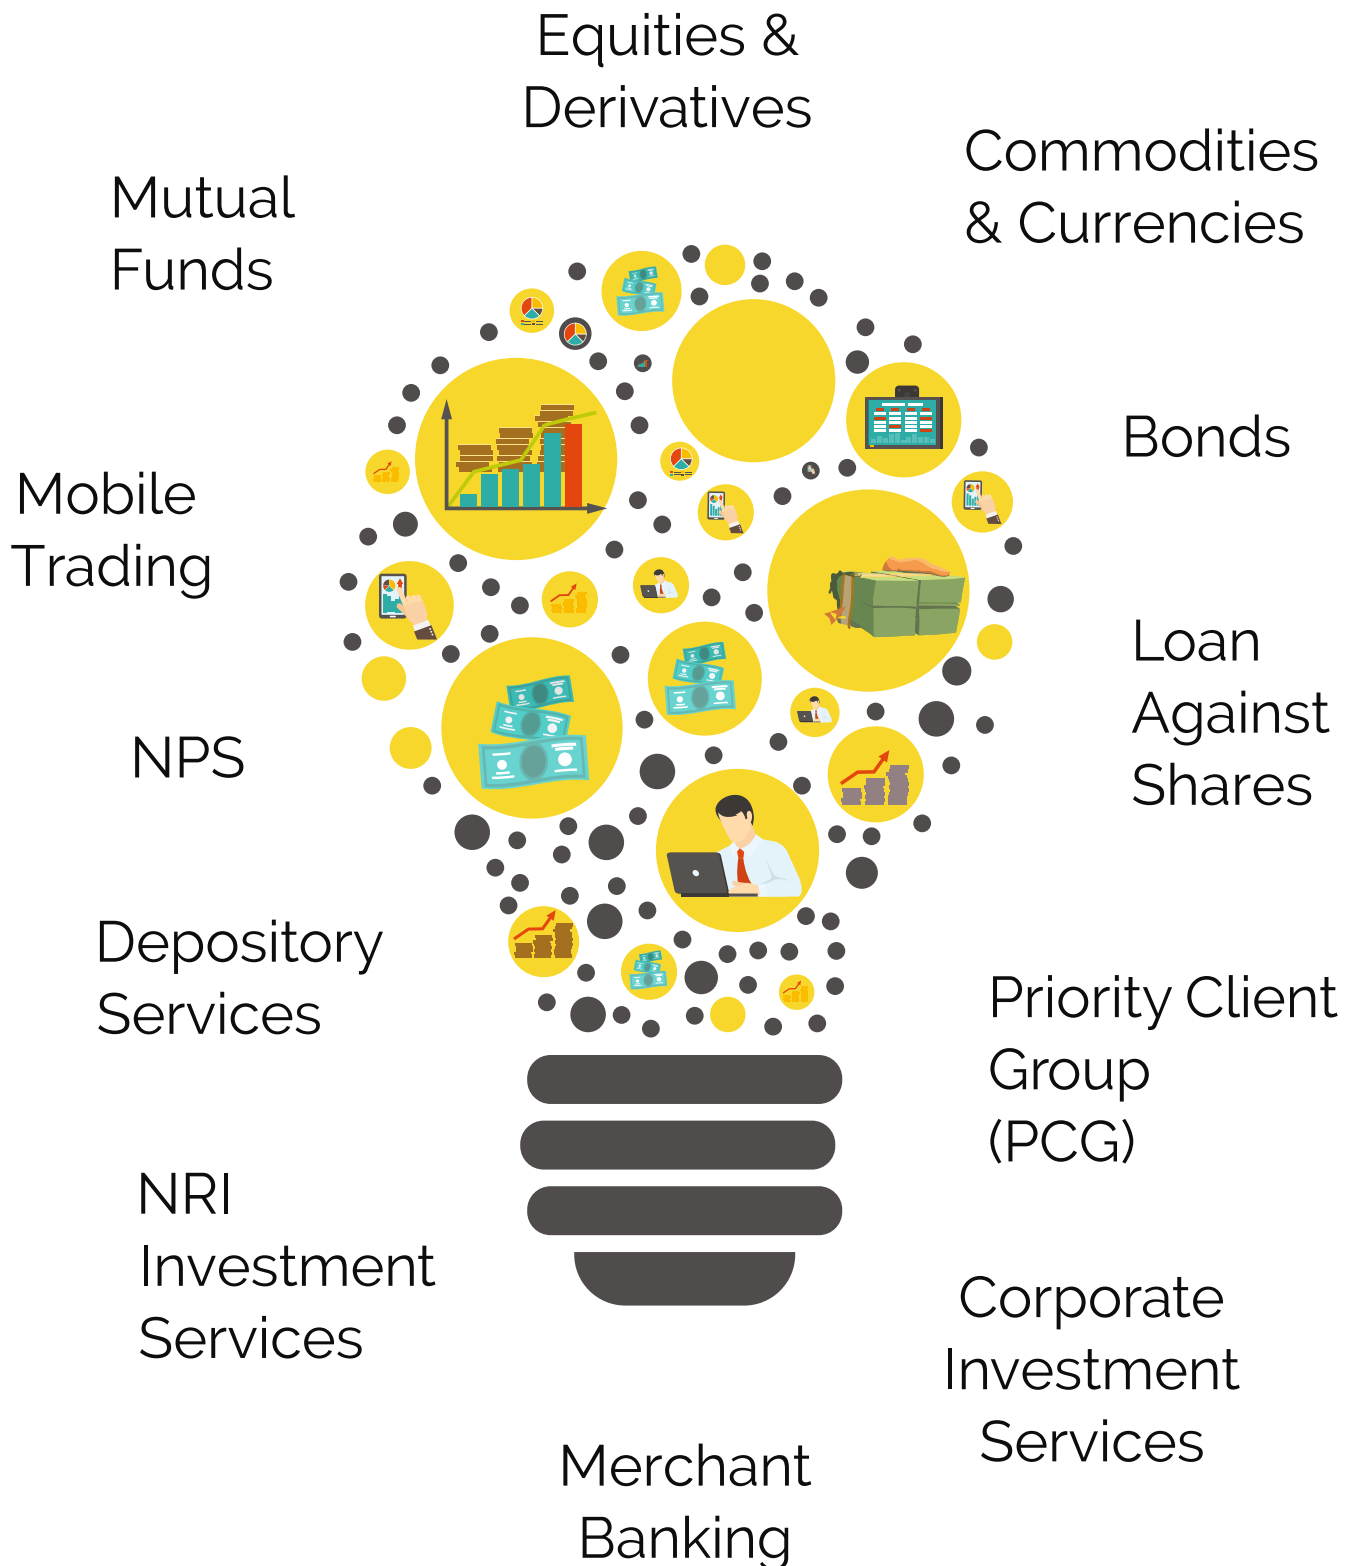 Equities &
Derivatives
Commodities
& Currencies
Mutual
Funds
Bonds
Mobile
Trading
Loan
Against
Shares
NPS
Depository
Services
Priority Client
Group
(PCG)
NRI
Investment
Services
Corporate
Investment
Services
Merchant
Banking